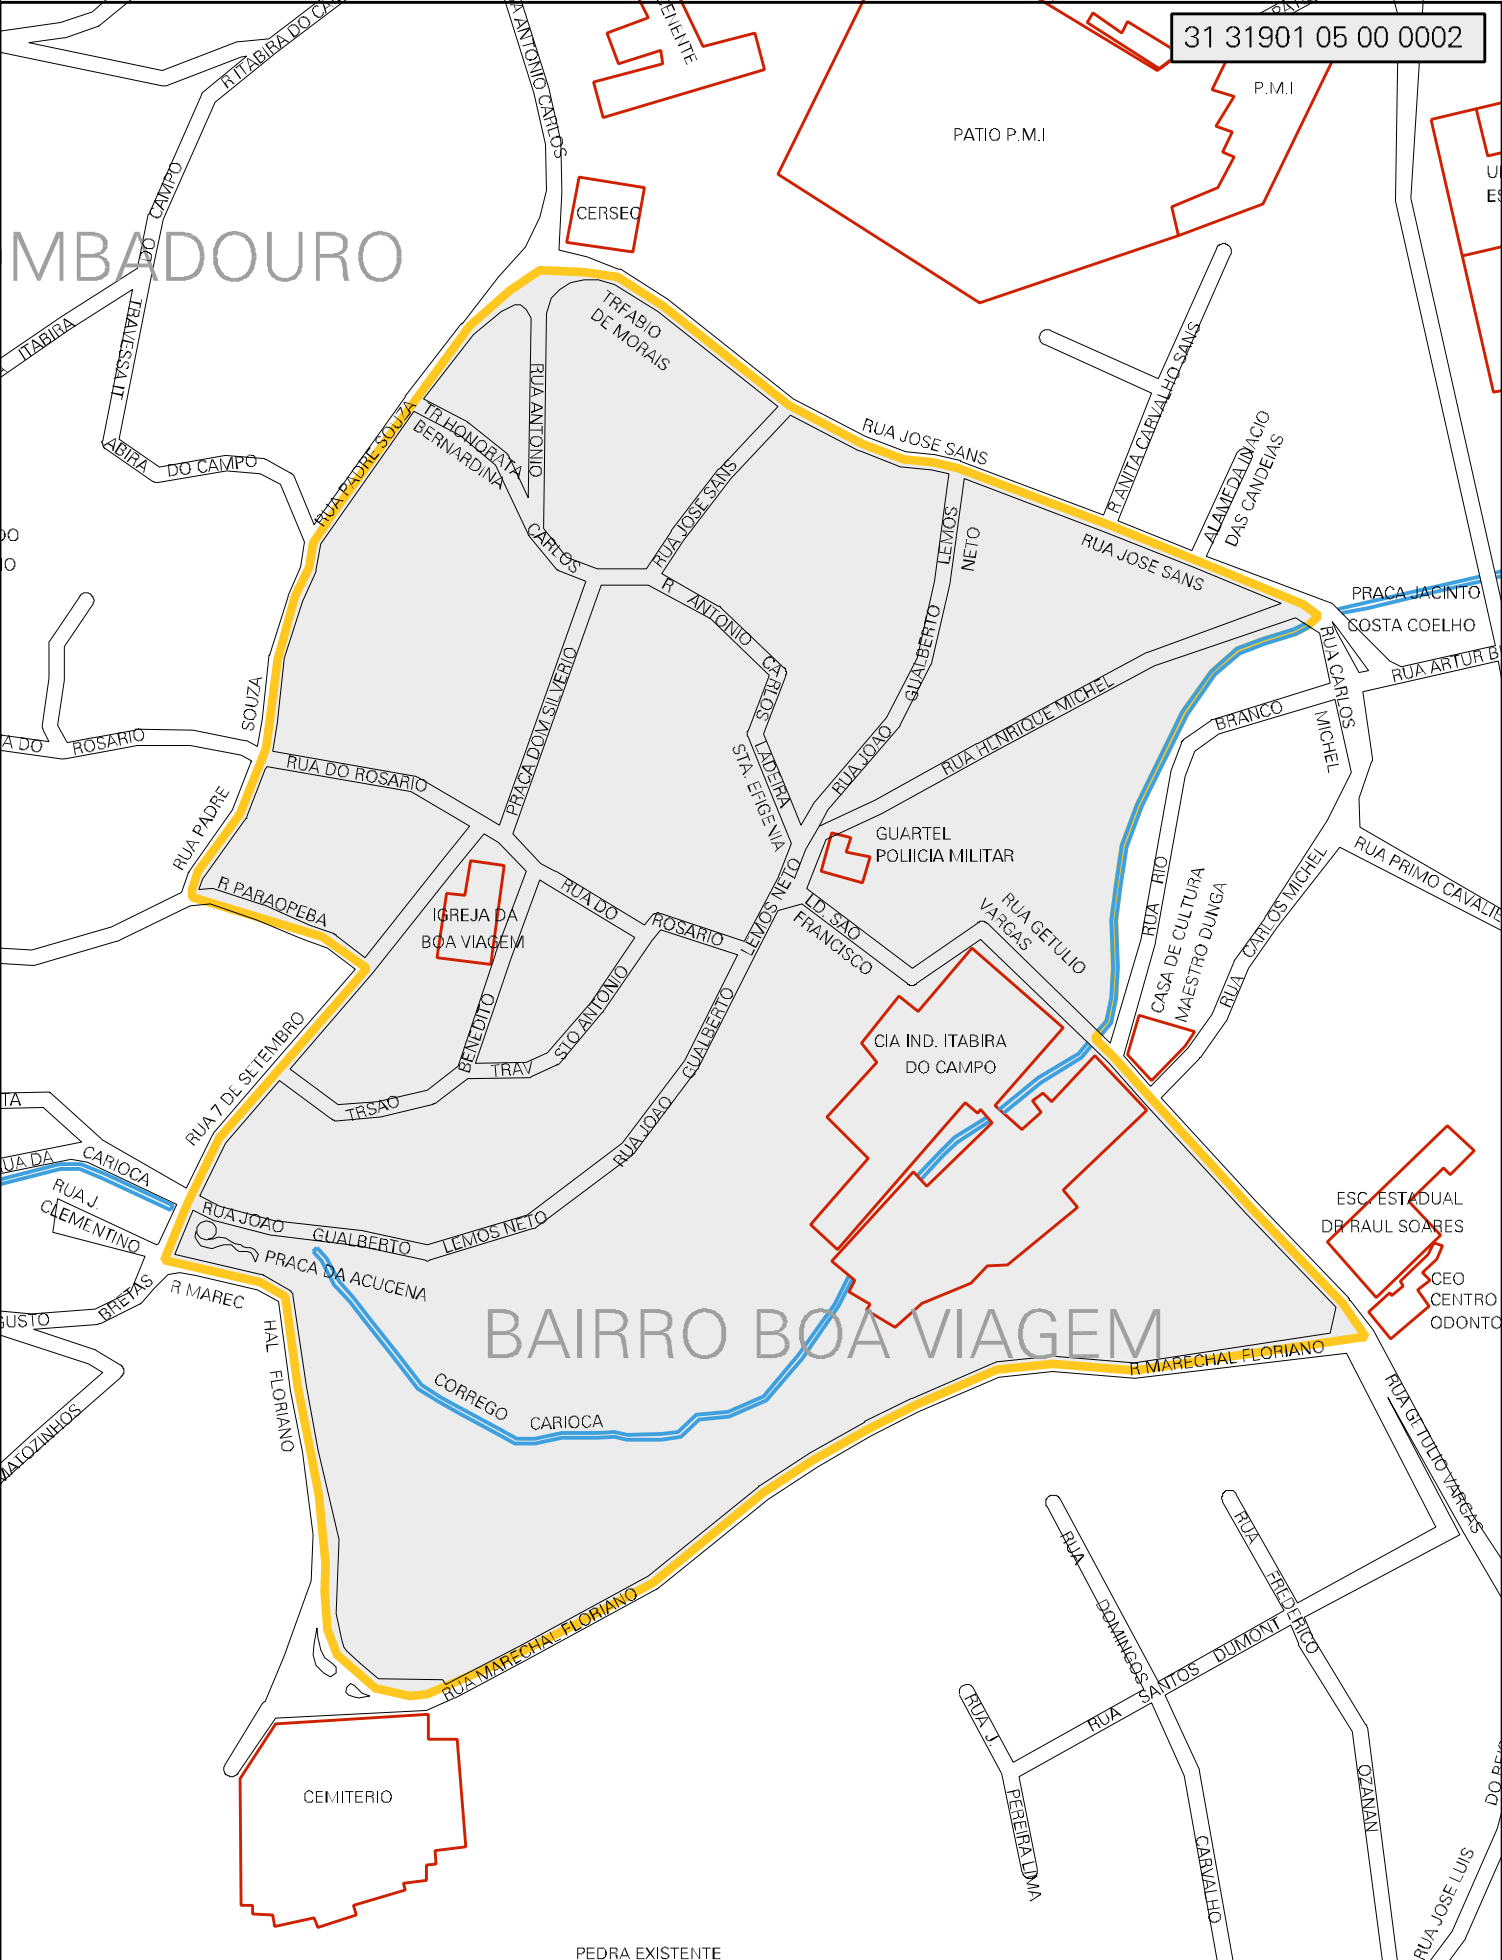 31 31901 05 00 0002
R ITABIRA DO
ANTONIO CARLOS
P.M.I
PATIO P.M.I
CERSEC
DO CAMPO
MBADOURO
ITABIRA
TRAVESSA IT
ABIRA DO CAMPO
TRFABIO
DE MORAIS
RUA ANTONIO
CARLOS
TR.HONORATA
BERNARDINA
RUA PADRE SOUZA
RUA JOSE SANS
RUA JOSE SANS
RUA JOSE SANS
R ANITA CARVALHO SANS
ALAMEDA INACIO
DAS CANDEIAS
LEMOS
NETO
GUALBERTO
RUA JOAO
PRACA JACINTO
COSTA COELHO
RUA ARTUR B
RUA CARLOS
MICHEL
R ANTONIO CARLOS
LADEIRA
STA. EFIGENIA
PRACA DOM SILVERIO
RUA HENRIQUE MICHEL
BRANCO
RIO
RUA
SOUZA
RUA PADRE
A DO ROSARIO
RUA DO ROSARIO
GUARTEL
POLIICIA MILITAR
RUA PRIMO CAVALIE
R PARAOPEBA
IGREJA DA
BOA VIAGEM
RUA DO ROSARIO
LEMOS NETO
GUALBERTO
RUA JOAO
LD. SAO
FRANCISCO
RUA GETULIO
VARGAS
CASA DE CULTURA
MAESTRO DUNGA
RUA CARLOS MICHEL
CIA IND. ITABIRA
DO CAMPO
RUA 7 DE SETEMBRO
BENEDITO
TRSAO
TRAV STO ANTONIO
TA
UA DA CARIOCA
RUA J.
CLEMENTINO
BRETAS
GUSTO
RUA JOAO GUALBERTO LEMOS NETO
PRACA DA ACUCENA
R MAREC
HAL FLORIANO
ESC. ESTADUAL
DR RAUL SOARES
CEO
CENTRO
ODONTO
BAIRRO BOA VIAGEM
R MARECHAL FLORIANO
CORREGO CARIOCA
MATOZINHOS
RUA GETULIO VARGAS
RUA MARECHAL FLORIANO
RUA DOMINGOS
CARVALHO
RUA FREDERICO
OZANAN
RUA SANTOS DUMONT
RUA J.
PEREIRA LIMA
CEMITERIO
RUA JOSE LUIS
PEDRA EXISTENTE